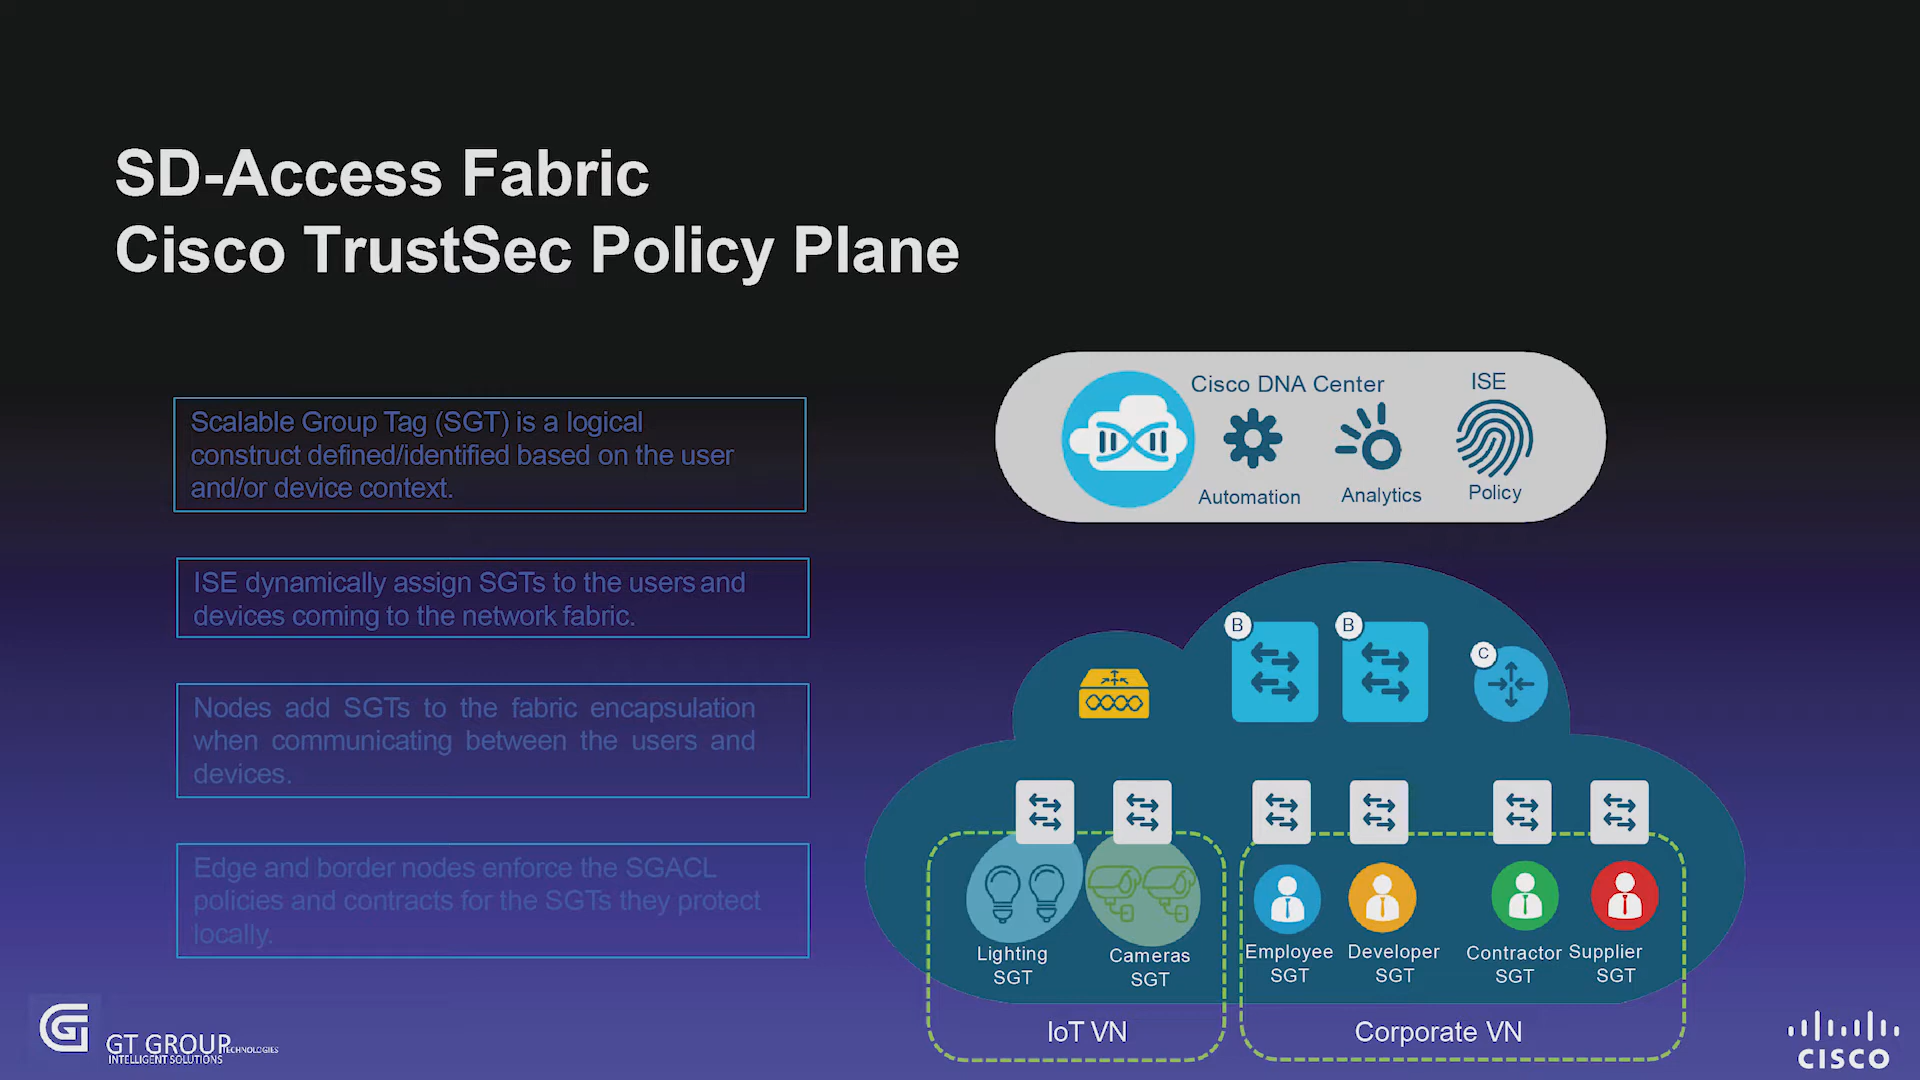 SD-Access Fabric
Cisco TrustSec Policy Plane
Scalable Group Tag (SGT) is a logical
construct defined/identified based on the user
and/or device context.
ISE dynamically assign SGTs to the users and
devices coming to the network fabric.
Nodes add SGTs to the fabric encapsulation
when communicating between the users and
devices.
Edge and border nodes enforce the SGACL
policies and contracts for the SGTs they protect
locally.
Cisco DNA Center
ISE
Automation
Analytics
Policy
B
B
C
Lighting
SGT
Cameras
SGT
Employee
SGT
Developer
SGT
Contractor
SGT
Supplier
SGT
IoT VN
Corporate VN
GT GROUP TECHNOLOGIES
INTELLIGENT SOLUTIONS
CISCO